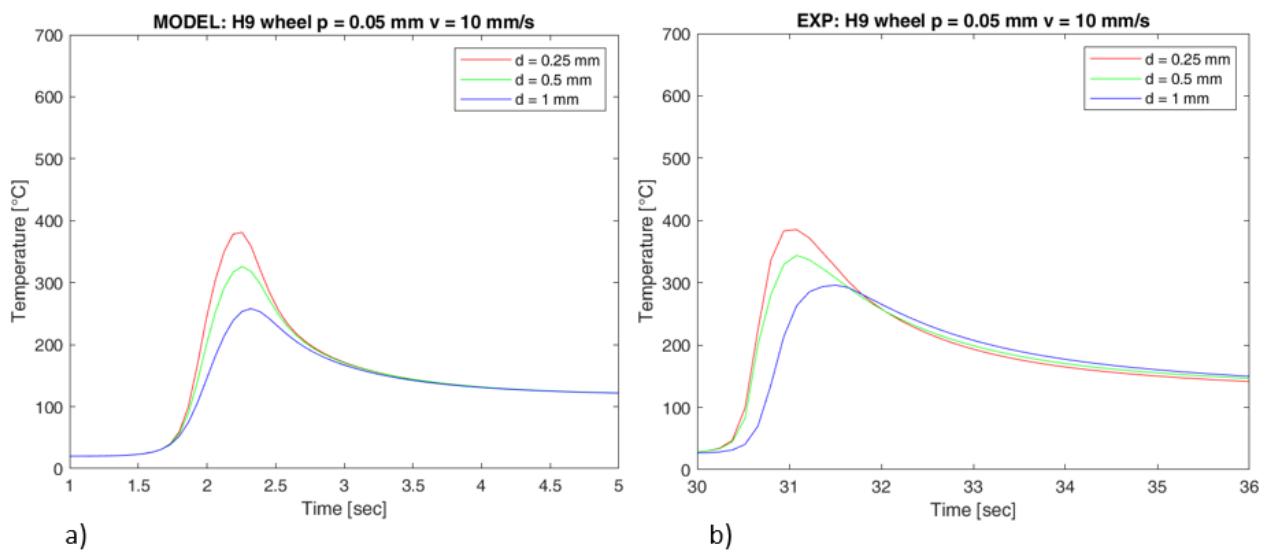 MODEL: H9 wheel p = 0.05 mm v = 10 mm/s
700
600
500
400
300
200
100
0
Temperature [°C]
d = 0.25 mm
d = 0.5 mm
d = 1 mm
1 1.5 2 2.5 3 3.5 4 4.5 5
Time [sec]
a)
EXP: H9 wheel p = 0.05 mm v = 10 mm/s
700
600
500
400
300
200
100
0
Temperature [°C]
d = 0.25 mm
d = 0.5 mm
d = 1 mm
30 31 32 33 34 35 36
Time [sec]
b)